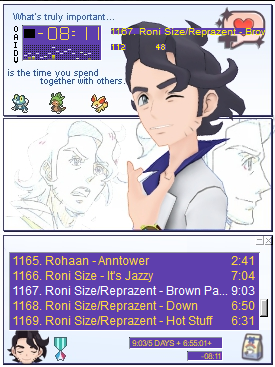 What's truly important...
O A I D V
-08:11
1167. Roni Size/Reprazent - Brow
112
48
is the time you spend
together with others.
1165. Rohaan - Anntower 2:41
1166. Roni Size - It's Jazzy 7:04
1167. Roni Size/Reprazent - Brown Pa... 9:03
1168. Roni Size/Reprazent - Down 6:50
1169. Roni Size/Reprazent - Hot Stuff 6:31
9:03/5 DAYS + 6:55:01+
-08:11